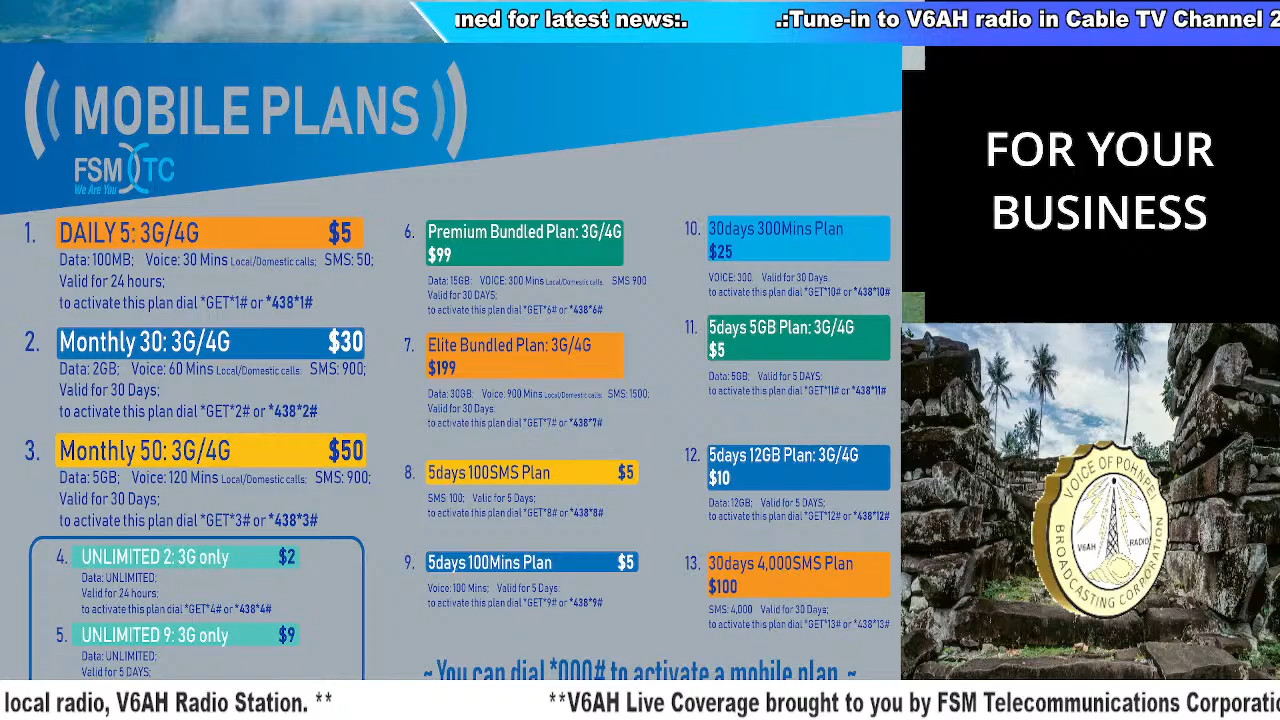 ned for latest news:.
.:Tune-in to V6AH radio in Cable TV Channel 2
MOBILE PLANS
FSMTC
We Are You
1. DAILY 5: 3G/4G $5
Data: 100MB; Voice: 30 Mins Local/Domestic calls; SMS: 50;
Valid for 24 hours;
to activate this plan dial *GET*1# or *438*1#
2. Monthly 30: 3G/4G $30
Data: 2GB; Voice: 60 Mins Local/Domestic calls. SMS: 900;
Valid for 30 Days;
to activate this plan dial *GET*2# or *438*2#
3. Monthly 50: 3G/4G $50
Data: 5GB; Voice: 120 Mins Local/Domestic calls; SMS: 900;
Valid for 30 Days;
to activate this plan dial *GET*3# or *438*3#
4. UNLIMITED 2: 3G only $2
Data: UNLIMITED;
Valid for 24 hours;
to activate this plan dial *GET*4# or *438*4#
5. UNLIMITED 9: 3G only $9
Data: UNLIMITED;
Valid for 5 DAYS;
6. Premium Bundled Plan: 3G/4G
$99
Data: 15GB; VOICE: 300 Mins Local/Domestic calls. SMS 900
Valid for 30 DAYS;
to activate this plan dial *GET*6# or *438*6#
7. Elite Bundled Plan: 3G/4G
$199
Data: 30GB; Voice: 900 Mins Local/Domestic calls. SMS: 1500;
Valid for 30 Days;
to activate this plan dial *GET*7# or *438*7#
8. 5days 100SMS Plan $5
SMS 100; Valid for 5 Days;
to activate this plan dial *GET*8# or *438*8#
9. 5days 100Mins Plan $5
Voice: 100 Mins; Valid for 5 Days;
to activate this plan dial *GET*9# or *438*9#
10. 30days 300Mins Plan
$25
VOICE: 300 Valid for 30 Days;
to activate this plan dial *GET*10# or *438*10#
11. 5days 5GB Plan: 3G/4G
$5
Data: 5GB; Valid for 5 DAYS;
to activate this plan dial *GET*11# or *438*11#
12. 5days 12GB Plan: 3G/4G
$10
Data: 12GB; Valid for 5 DAYS;
to activate this plan dial *GET*12# or *438*12#
13. 30days 4,000SMS Plan
$100
SMS: 4,000 Valid for 30 Days;
to activate this plan dial *GET*13# or *438*13#
~ You can dial *000# to activate a mobile plan ~
FOR YOUR
BUSINESS
VOICE OF POHNPEI
V6AH RADIO
BROADCASTING CORPORATION
local radio, V6AH Radio Station. **
**V6AH Live Coverage brought to you by FSM Telecommunications Corporatio